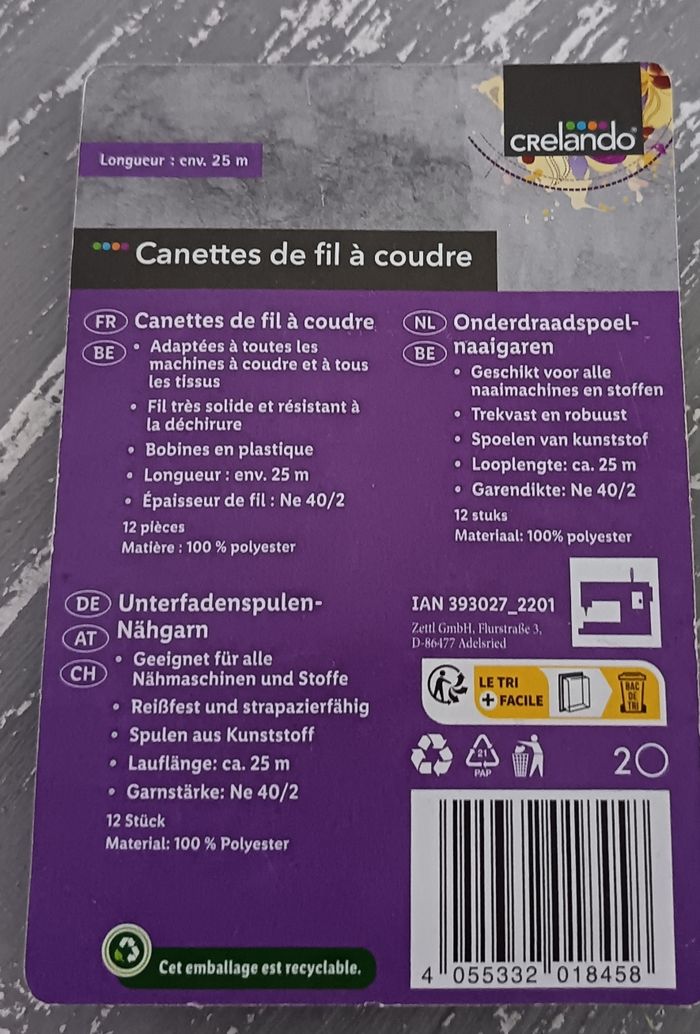 crelando
Longueur : env. 25 m
Canettes de fil à coudre
FR Canettes de fil à coudre
BE • Adaptées à toutes les
machines à coudre et à tous
les tissus
• Fil très solide et résistant à
la déchirure
• Bobines en plastique
• Longueur : env. 25 m
• Épaisseur de fil : Ne 40/2
12 pièces
Matière : 100 % polyester
NL Onderdraadspoel-
BE naaigaren
• Geschikt voor alle
naaimachines en stoffen
• Trekvast en robuust
• Spoelen van kunststof
• Looplengte: ca. 25 m
• Garendikte: Ne 40/2
12 stuks
Materiaal: 100% polyester
DE Unterfadenspulen-
AT Nähgarn
CH • Geeignet für alle
Nähmaschinen und Stoffe
• Reißfest und strapazierfähig
• Spulen aus Kunststoff
• Lauflänge: ca. 25 m
• Garnstärke: Ne 40/2
12 Stück
Material: 100 % Polyester
IAN 393027_2201
Zettl GmbH, Flurstraße 3,
D-86477 Adelsried
LE TRI
+ FACILE
BAC
DE
TRI
21
PAP
2
Cet emballage est recyclable.
4 055332 018458